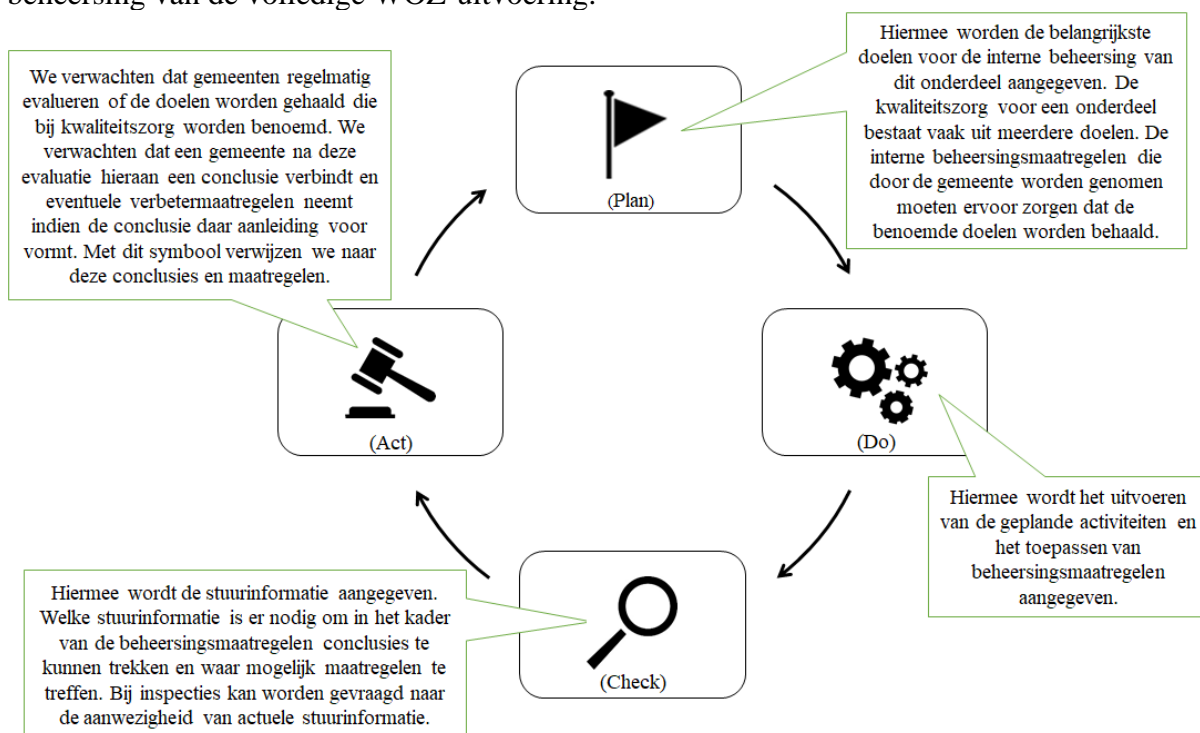 beheersing van de volledige WOZ-uitvoering.
We verwachten dat gemeenten regelmatig
evalueren of de doelen worden gehaald die
bij kwaliteitszorg worden benoemd. We
verwachten dat een gemeente na deze
evaluatie hieraan een conclusie verbindt en
eventuele verbetermaatregelen neemt
indien de conclusie daar aanleiding voor
vormt. Met dit symbool verwijzen we naar
deze conclusies en maatregelen.
(Plan)
Hiermee worden de belangrijkste
doelen voor de interne beheersing van
dit onderdeel aangegeven. De
kwaliteitszorg voor een onderdeel
bestaat vaak uit meerdere doelen. De
interne beheersingsmaatregelen die
door de gemeente worden genomen
moeten ervoor zorgen dat de
benoemde doelen worden behaald.
(Act)
(Do)
Hiermee wordt het uitvoeren
van de geplande activiteiten en
het toepassen van
beheersingsmaatregelen
aangegeven.
Hiermee wordt de stuurinformatie aangegeven.
Welke stuurinformatie is er nodig om in het kader
van de beheersingsmaatregelen conclusies te
kunnen trekken en waar mogelijk maatregelen te
treffen. Bij inspecties kan worden gevraagd naar
de aanwezigheid van actuele stuurinformatie.
(Check)